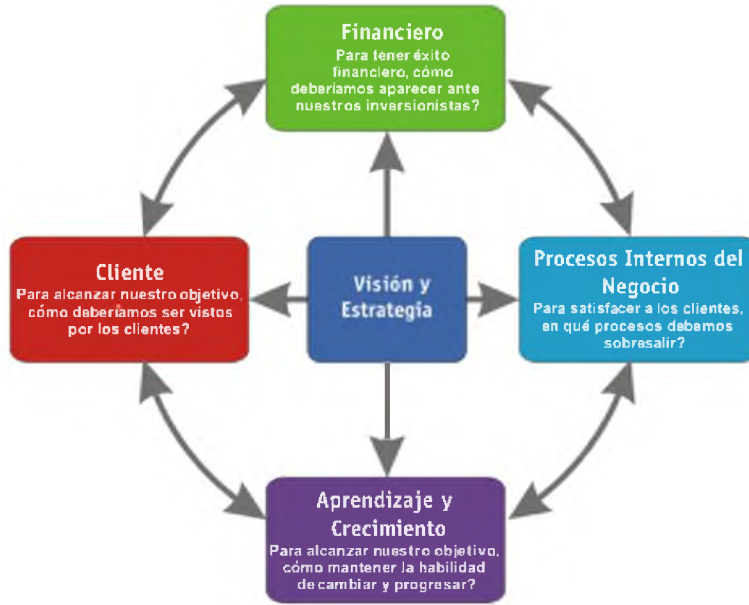 Financiero
Para tener éxito
financiero, cómo
deberíamos aparecer ante
nuestros inversionistas?
Cliente
Para alcanzar nuestro objetivo,
cómo deberíamos ser vistos
por los clientes?
Visión y
Estrategia
Procesos Internos del
Negocio
Para satisfacer a los clientes,
en qué procesos debemos
sobresalir?
Aprendizaje y
Crecimiento
Para alcanzar nuestro objetivo,
cómo mantener la habilidad
de cambiar y progresar?